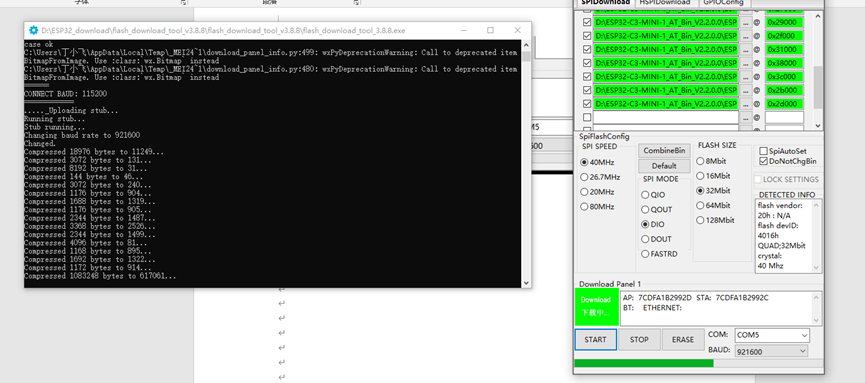 字体
段落
D:\ESP32_download\flash_download_tool_v3.8.8\flash_download_tool_v3.8.8\flash_download_tool_3.8.8.exe
case ok
C:\Users\丁小飞\AppData\Local\Temp\_MEI24~1\download_panel_info.py:499: wxPyDeprecationWarning: Call to deprecated item
BitmapFromImage. Use :class: wx.Bitmap instead
C:\Users\丁小飞\AppData\Local\Temp\_MEI24~1\download_panel_info.py:480: wxPyDeprecationWarning: Call to deprecated item
BitmapFromImage. Use :class: wx.Bitmap instead
======
CONNECT BAUD: 115200
============
....._Uploading stub...
Running stub...
Stub running...
Changing baud rate to 921600
Changed.
Compressed 18976 bytes to 11249...
Compressed 3072 bytes to 131...
Compressed 8192 bytes to 31...
Compressed 144 bytes to 46...
Compressed 3072 bytes to 240...
Compressed 1176 bytes to 904...
Compressed 1688 bytes to 1319...
Compressed 1176 bytes to 905...
Compressed 2344 bytes to 1487...
Compressed 3368 bytes to 2526...
Compressed 2344 bytes to 1499...
Compressed 4096 bytes to 81...
Compressed 1168 bytes to 895...
Compressed 1692 bytes to 1322...
Compressed 1172 bytes to 914...
Compressed 1083248 bytes to 617061...
SPIDownload HSPIDownload GPIOConfig
D:\ESP32-C3-MINI-1_AT_Bin_V2.2.0.0\ESP ... @ 0x29000
D:\ESP32-C3-MINI-1_AT_Bin_V2.2.0.0\ESP ... @ 0x2f000
D:\ESP32-C3-MINI-1_AT_Bin_V2.2.0.0\ESP ... @ 0x31000
D:\ESP32-C3-MINI-1_AT_Bin_V2.2.0.0\ESP ... @ 0x38000
D:\ESP32-C3-MINI-1_AT_Bin_V2.2.0.0\ESP ... @ 0x3c000
D:\ESP32-C3-MINI-1_AT_Bin_V2.2.0.0\ESP ... @ 0x2b000
D:\ESP32-C3-MINI-1_AT_Bin_V2.2.0.0\ESP ... @ 0x2d000
... @
SpiFlashConfig
SPI SPEED
40MHz
26.7MHz
20MHz
80MHz
CombineBin
Default
SPI MODE
QIO
QOUT
DIO
DOUT
FASTRD
FLASH SIZE
8Mbit
16Mbit
32Mbit
64Mbit
128Mbit
SpiAutoSet
DoNotChgBin
LOCK SETTINGS
DETECTED INFO
flash vendor:
20h : N/A
flash devID:
4016h
QUAD;32Mbit
crystal:
40 Mhz
Download Panel 1
Download
下载中...
AP: 7CDFA1B2992D STA: 7CDFA1B2992C
BT: ETHERNET:
START STOP ERASE
COM: COM5
BAUD: 921600